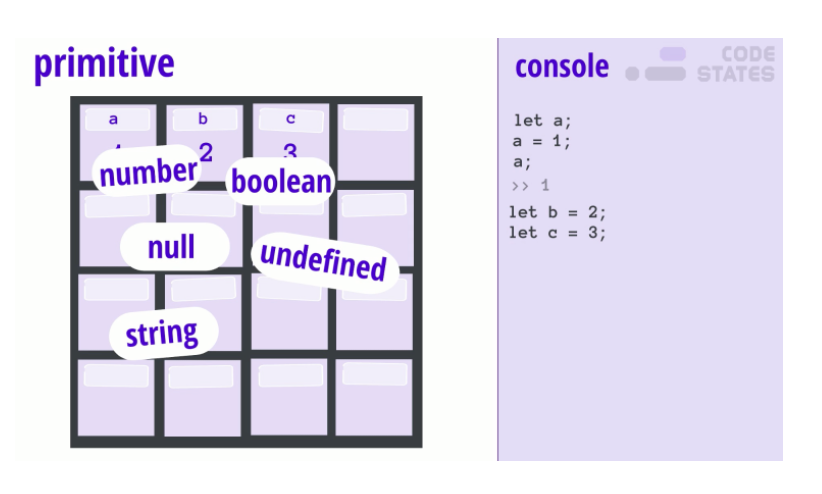 primitive
a
b
c
2
3
number
boolean
null
undefined
string
console
CODE
STATES
let a;
a = 1;
a;
>> 1
let b = 2;
let c = 3;